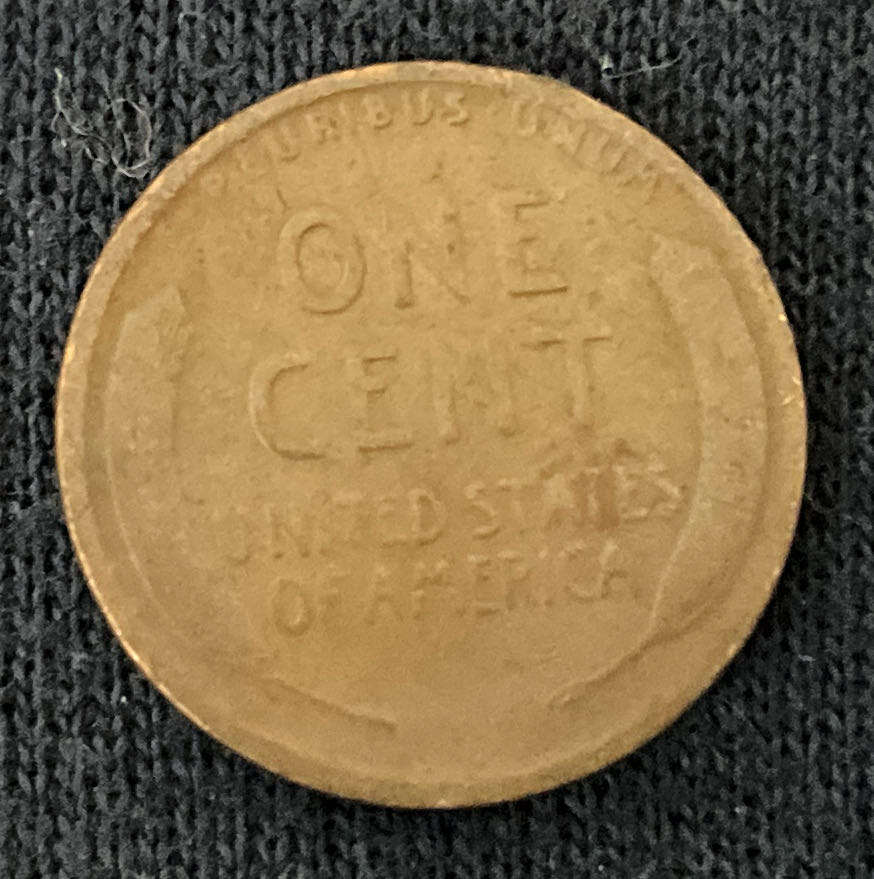 PLURIBUS · UNUM
ONE
CENT
UNITED STATES
OF AMERICA